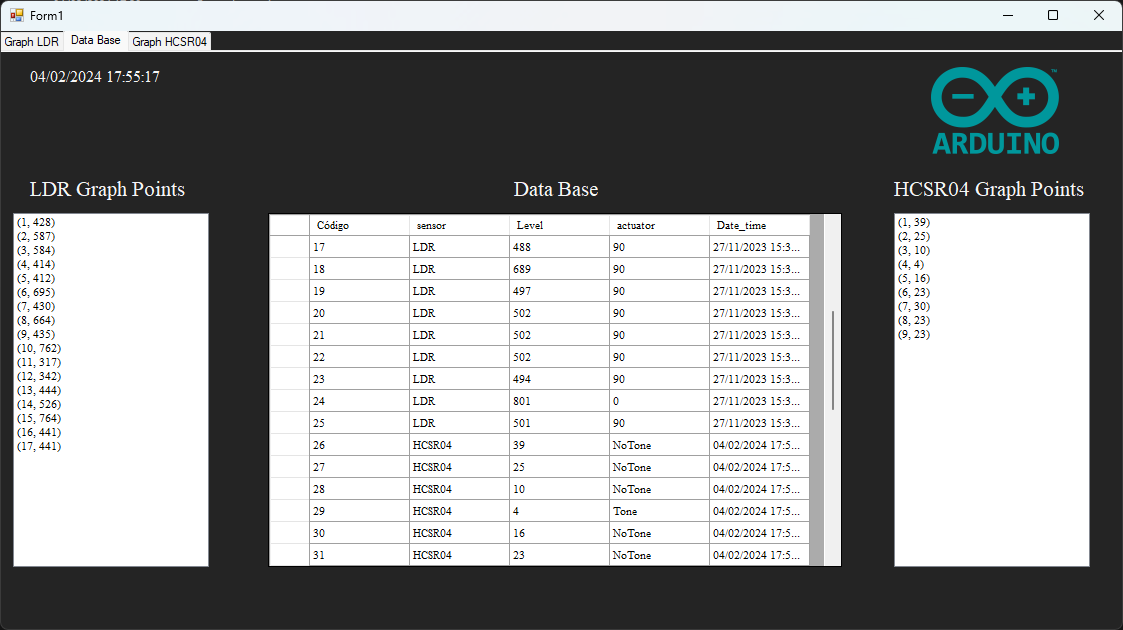 Form1
Graph LDR Data Base Graph HCSR04
04/02/2024 17:55:17
ARDUINO
TM
LDR Graph Points
(1, 428)
(2, 587)
(3, 584)
(4, 414)
(5, 412)
(6, 695)
(7, 430)
(8, 664)
(9, 435)
(10, 762)
(11, 317)
(12, 342)
(13, 444)
(14, 526)
(15, 764)
(16, 441)
(17, 441)
Data Base
Código sensor Level actuator Date_time
17 LDR 488 90 27/11/2023 15:3...
18 LDR 689 90 27/11/2023 15:3...
19 LDR 497 90 27/11/2023 15:3...
20 LDR 502 90 27/11/2023 15:3...
21 LDR 502 90 27/11/2023 15:3...
22 LDR 502 90 27/11/2023 15:3...
23 LDR 494 90 27/11/2023 15:3...
24 LDR 801 0 27/11/2023 15:3...
25 LDR 501 90 27/11/2023 15:3...
26 HCSR04 39 NoTone 04/02/2024 17:5...
27 HCSR04 25 NoTone 04/02/2024 17:5...
28 HCSR04 10 NoTone 04/02/2024 17:5...
29 HCSR04 4 Tone 04/02/2024 17:5...
30 HCSR04 16 NoTone 04/02/2024 17:5...
31 HCSR04 23 NoTone 04/02/2024 17:5...
HCSR04 Graph Points
(1, 39)
(2, 25)
(3, 10)
(4, 4)
(5, 16)
(6, 23)
(7, 30)
(8, 23)
(9, 23)